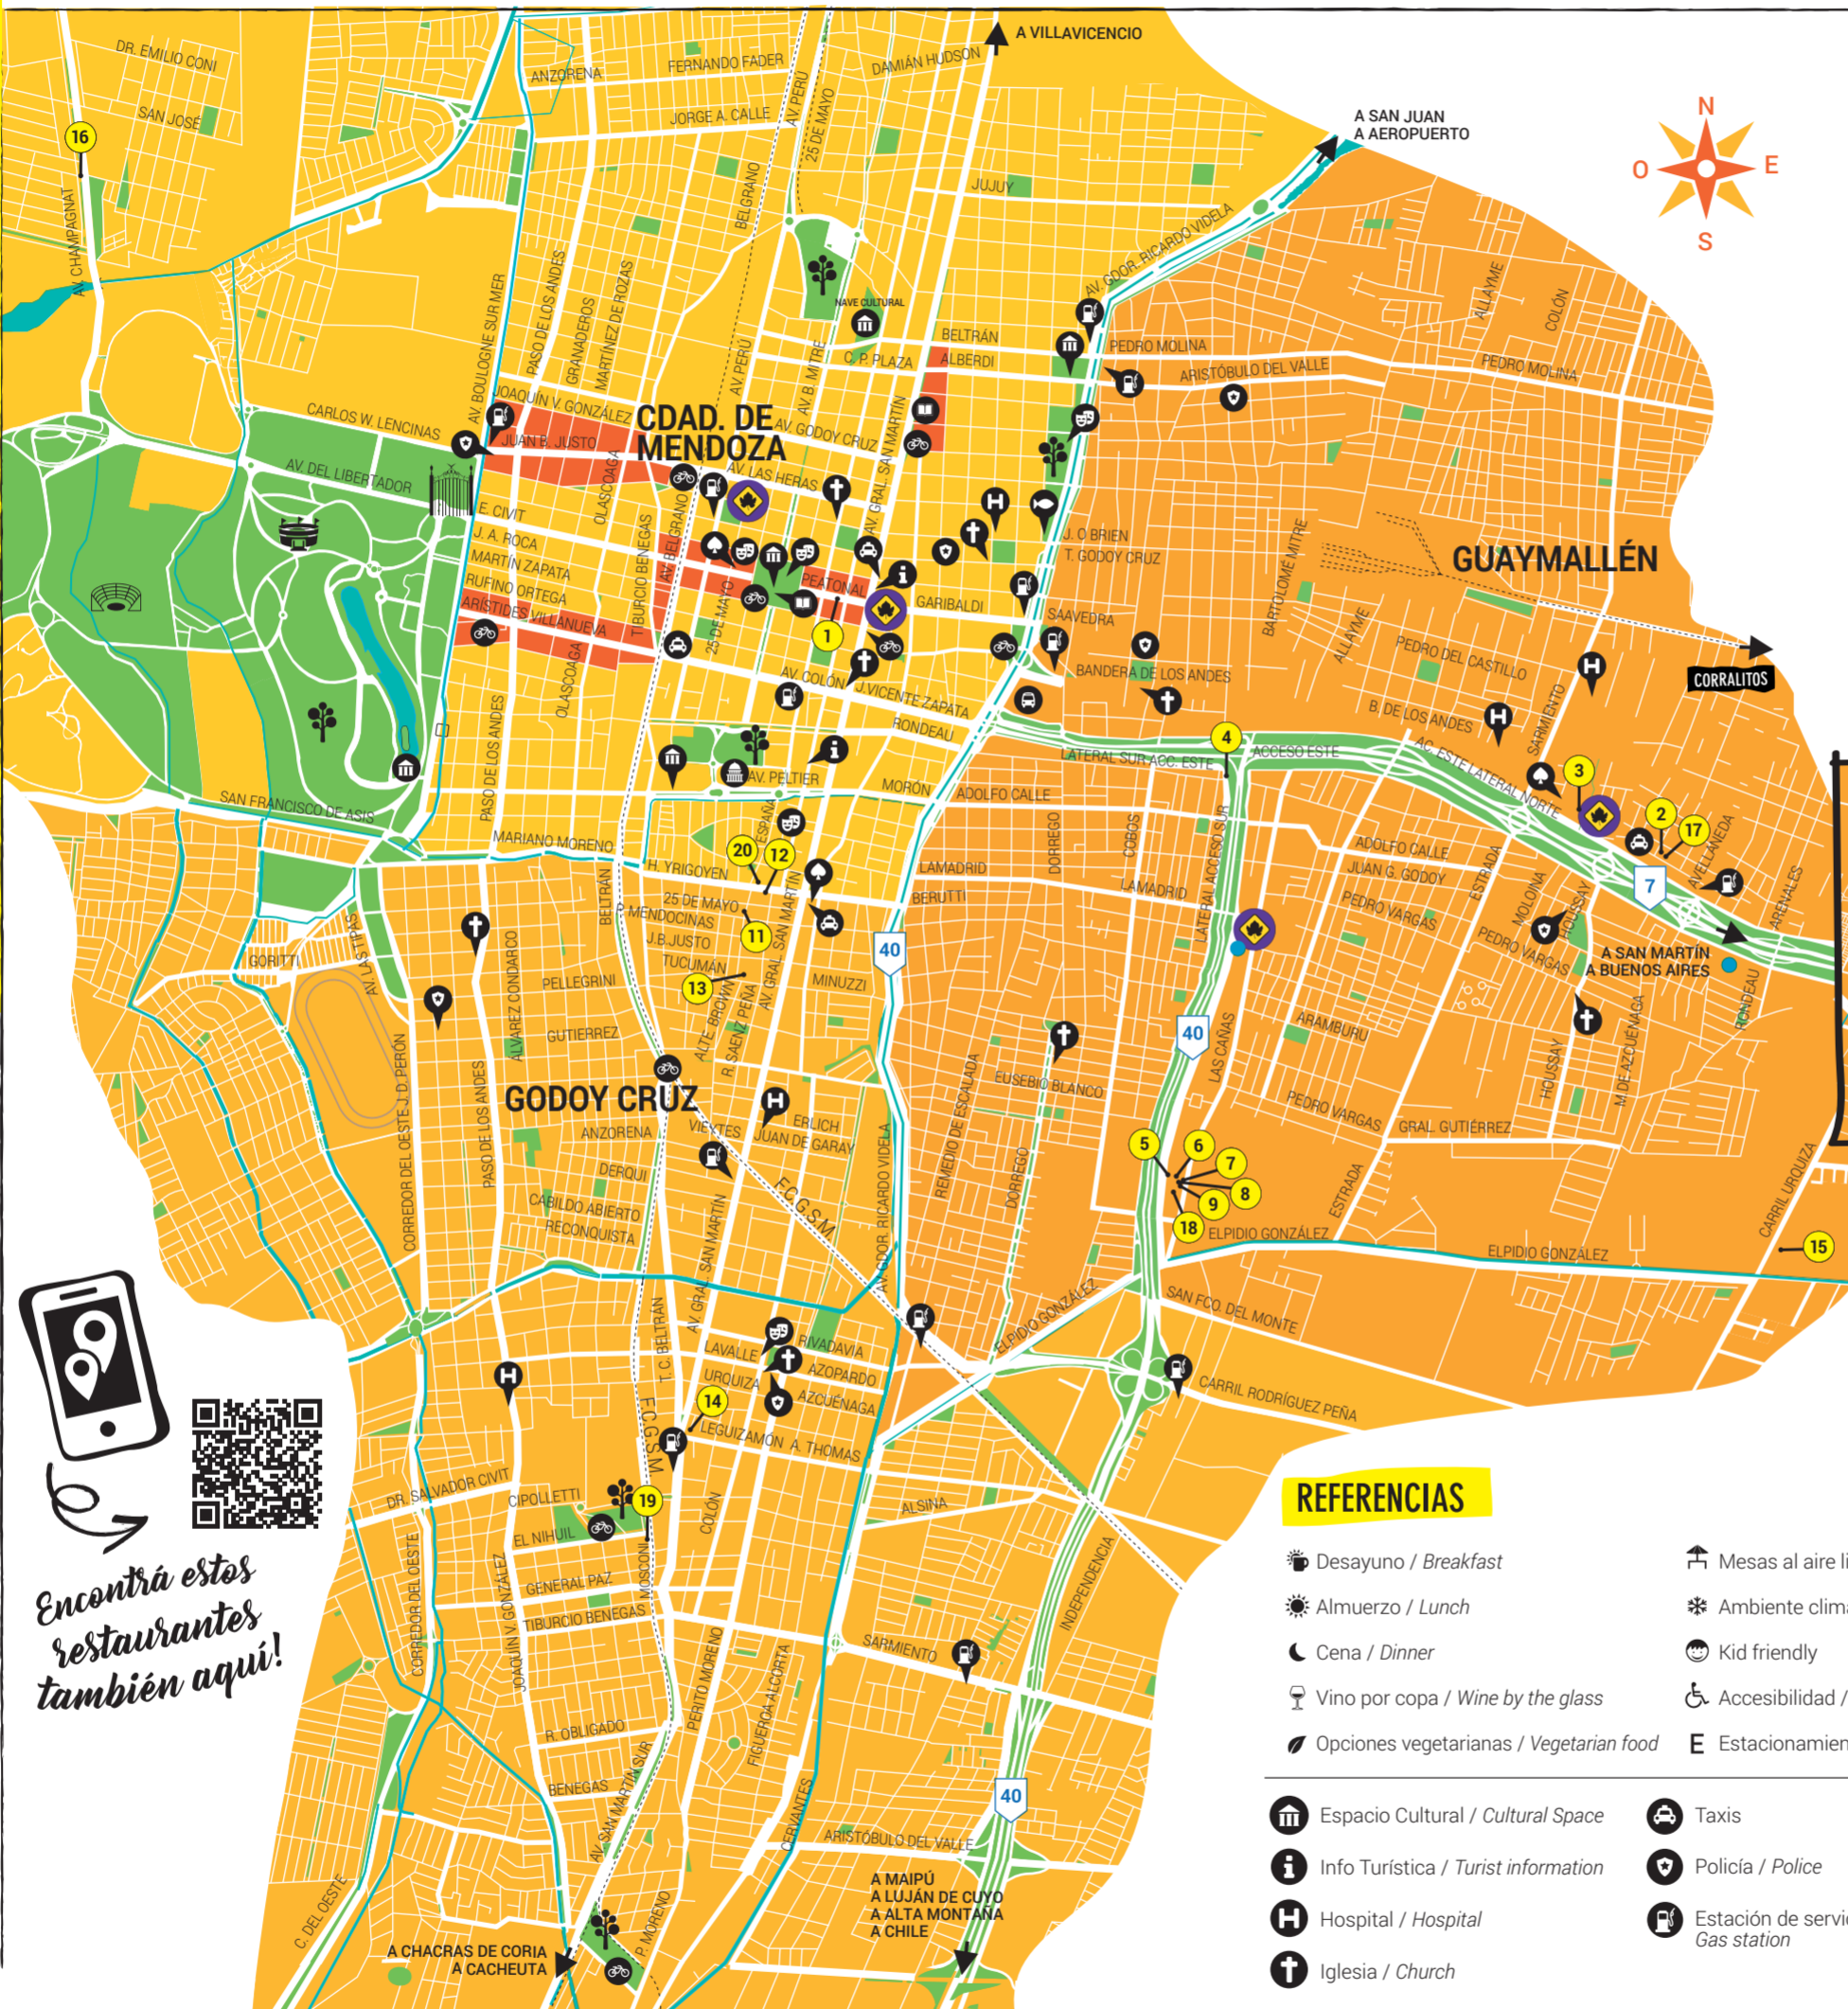 A VILLAVICENCIO
DR. EMILIO CONI
SAN JOSÉ
16
AV. CHAMPAGNAT
ANZORENA
FERNANDO FADER
DAMIÁN HUDSON
JORGE A. CALLE
AV. PERÚ
25 DE MAYO
BELGRANO
JUJUY
A SAN JUAN
A AEROPUERTO
N
O
E
S
AV. GDOR. RICARDO VIDELA
AV. BOULOGNE SUR MER
PASO DE LOS ANDES
GRANADEROS
MARTÍNEZ DE ROZAS
NAVE CULTURAL
AV. PERÚ
AV. B. MITRE
C. P. PLAZA
BELTRÁN
ALBERDI
PEDRO MOLINA
ARISTÓBULO DEL VALLE
PEDRO MOLINA
ALLAYME
COLÓN
CARLOS W. LENCINAS
JOAQUÍN V. GONZÁLEZ
JUAN B. JUSTO
CDAD. DE
MENDOZA
AV. GODOY CRUZ
AV. GRAL. SAN MARTÍN
AV. DEL LIBERTADOR
AV. LAS HERAS
OLASCOAGA
E. CIVIT
J. A. ROCA
MARTÍN ZAPATA
RUFINO ORTEGA
ARÍSTIDES VILLANUEVA
TIBURCIO BENEGAS
AV. BELGRANO
25 DE MAYO
PEATONAL
GARIBALDI
1
J. O BRIEN
T. GODOY CRUZ
SAAVEDRA
BARTOLOMÉ MITRE
GUAYMALLÉN
ALLAYME
PEDRO DEL CASTILLO
CORRALITOS
BANDERA DE LOS ANDES
B. DE LOS ANDES
SARMIENTO
OLASCOAGA
PASO DE LOS ANDES
AV. COLÓN
J.VICENTE ZAPATA
RONDEAU
4
LATERAL SUR ACC. ESTE
ACCESO ESTE
AC. ESTE LATERAL NORTE
3
2
17
AV. PELTIER
MORÓN
ADOLFO CALLE
SAN FRANCISCO DE ASIS
MARIANO MORENO
ESPAÑA
20
12
H. YRIGOYEN
LAMADRID
BERUTTI
DORREGO
COBOS
LAMADRID
LATERAL ACCESO SUR
ADOLFO CALLE
JUAN G. GODOY
PEDRO VARGAS
ESTRADA
MOLOINA
HOUSSAY
7
AVELLANEDA
ARENALES
BELTRÁN
25 DE MAYO
P. MENDOCINAS
11
J.B.JUSTO
TUCUMÁN
13
AV. GRAL. SAN MARTÍN
40
MINUZZI
PEDRO VARGAS
A SAN MARTÍN
A BUENOS AIRES
RONDEAU
GORITTI
AV. LAS TIPAS
ALVAREZ CONDARCO
PELLEGRINI
GUTIERREZ
ALTE. BROWN
R. SAENZ PEÑA
40
LAS CAÑAS
ARAMBURU
HOUSSAY
M.DE AZCUÉNAGA
CORREDOR DEL OESTE J. D. PERÓN
PASO DE LOS ANDES
GODOY CRUZ
REMEDIO DE ESCALADA
EUSEBIO BLANCO
PEDRO VARGAS
GRAL. GUTIÉRREZ
ANZORENA
VIEYTES
ERLICH
JUAN DE GARAY
DERQUI
CABILDO ABIERTO
RECONQUISTA
F.C.G.S.M.
AV. GDOR. RICARDO VIDELA
DORREGO
5
6
7
8
9
18
ELPIDIO GONZÁLEZ
ESTRADA
ELPIDIO GONZÁLEZ
CARRIL URQUIZA
15
AV. GRAL. SAN MARTÍN
T. C. BELTRÁN
ELPIDIO GONZÁLEZ
SAN FCO. DEL MONTE
CARRIL RODRÍGUEZ PEÑA
LAVALLE
RIVADAVIA
URQUIZA
AZOPARDO
AZCUÉNAGA
14
LEGUIZAMÓN
A. THOMAS
F.C.G.S.M.
DR. SALVADOR CIVIT
CIPOLLETTI
19
EL NIHUIL
COLÓN
ALSINA
INDEPENDENCIA
Encontrá estos
restaurantes
también aquí!
CORREDOR DEL OESTE
JOAQUÍN V. GONZÁLEZ
GENERAL PAZ
TIBURCIO BENEGAS
MOSCONI
SARMIENTO
PERITO MORENO
FIGUEROA ALCORTA
R. OBLIGADO
BENEGAS
AV. SAN MARTÍN SUR
CERVANTES
40
ARISTÓBULO DEL VALLE
C. DEL OESTE
P. MORENO
A CHACRAS DE CORIA
A CACHEUTA
A MAIPÚ
A LUJÁN DE CUYO
A ALTA MONTAÑA
A CHILE
REFERENCIAS
Desayuno / Breakfast
Mesas al aire li
Almuerzo / Lunch
Ambiente clima
Cena / Dinner
Kid friendly
Vino por copa / Wine by the glass
Accesibilidad /
Opciones vegetarianas / Vegetarian food
E Estacionamien
Espacio Cultural / Cultural Space
Taxis
Info Turística / Turist information
Policía / Police
H Hospital / Hospital
Estación de servic
Gas station
Iglesia / Church